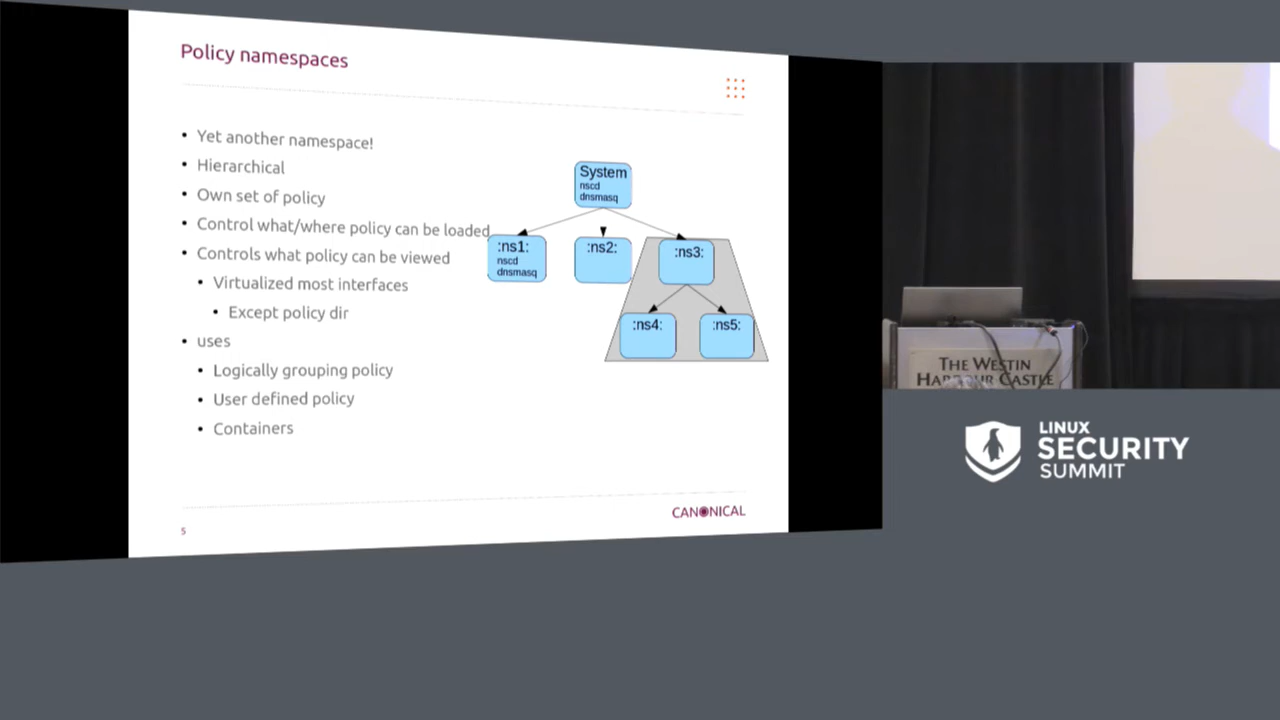 Policy namespaces
Yet another namespace!
Hierarchical
Own set of policy
Control what/where policy can be loaded
Controls what policy can be viewed
Virtualized most interfaces
Except policy dir
uses
Logically grouping policy
User defined policy
Containers
System
nscd
dnsmasq
:ns1:
nscd
dnsmasq
:ns2:
:ns3:
:ns4:
:ns5:
5
CANONICAL
THE WESTIN
HARBOUR CASTLE
LINUX
SECURITY
SUMMIT